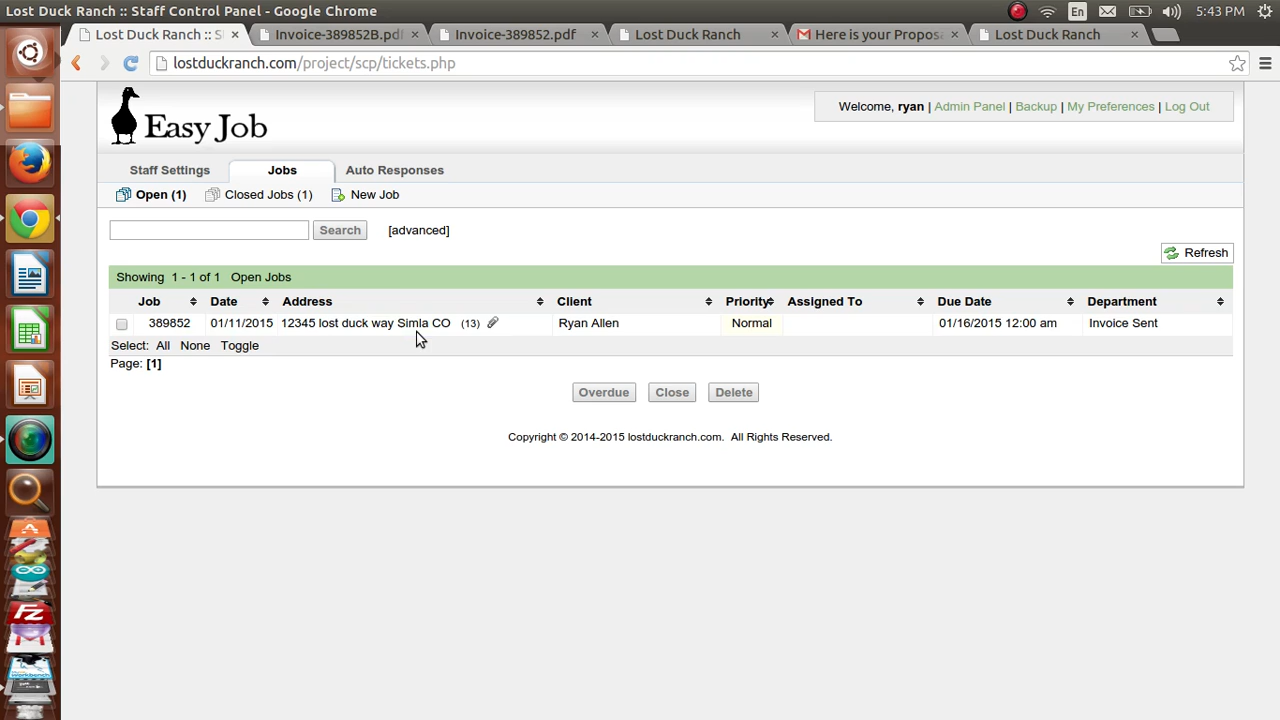 Lost Duck Ranch :: Staff Control Panel - Google Chrome
En
5:43 PM
Lost Duck Ranch :: S
Invoice-389852B.pdf
Invoice-389852.pdf
Lost Duck Ranch
Here is your Propos
Lost Duck Ranch
lostduckranch.com/project/scp/tickets.php
Easy Job
Welcome, ryan | Admin Panel | Backup | My Preferences | Log Out
Staff Settings
Jobs
Auto Responses
Open (1)
Closed Jobs (1)
New Job
Search
[advanced]
Refresh
Showing 1 - 1 of 1 Open Jobs
Job Date Address Client Priority Assigned To Due Date Department
389852 01/11/2015 12345 lost duck way Simla CO (13) Ryan Allen Normal 01/16/2015 12:00 am Invoice Sent
Select: All None Toggle
Page: [1]
Overdue Close Delete
Copyright © 2014-2015 lostduckranch.com. All Rights Reserved.
Fz